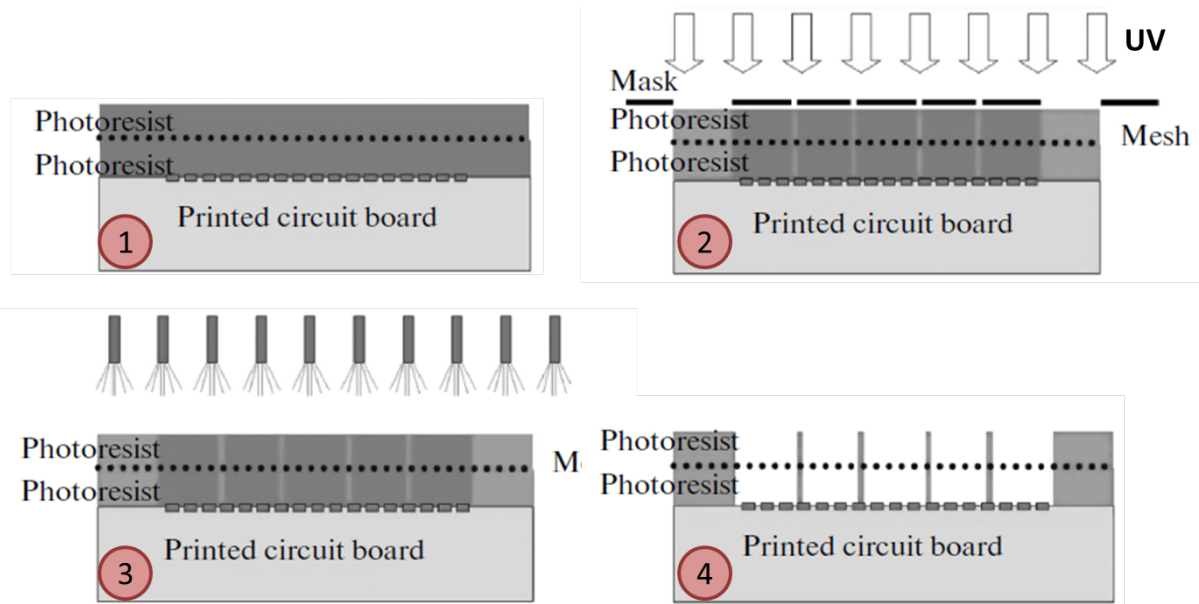 Photoresist
Photoresist
Printed circuit board
1
UV
Mask
Photoresist
Mesh
Photoresist
Printed circuit board
2
Photoresist
M
Photoresist
Printed circuit board
3
Photoresist
Photoresist
Printed circuit board
4